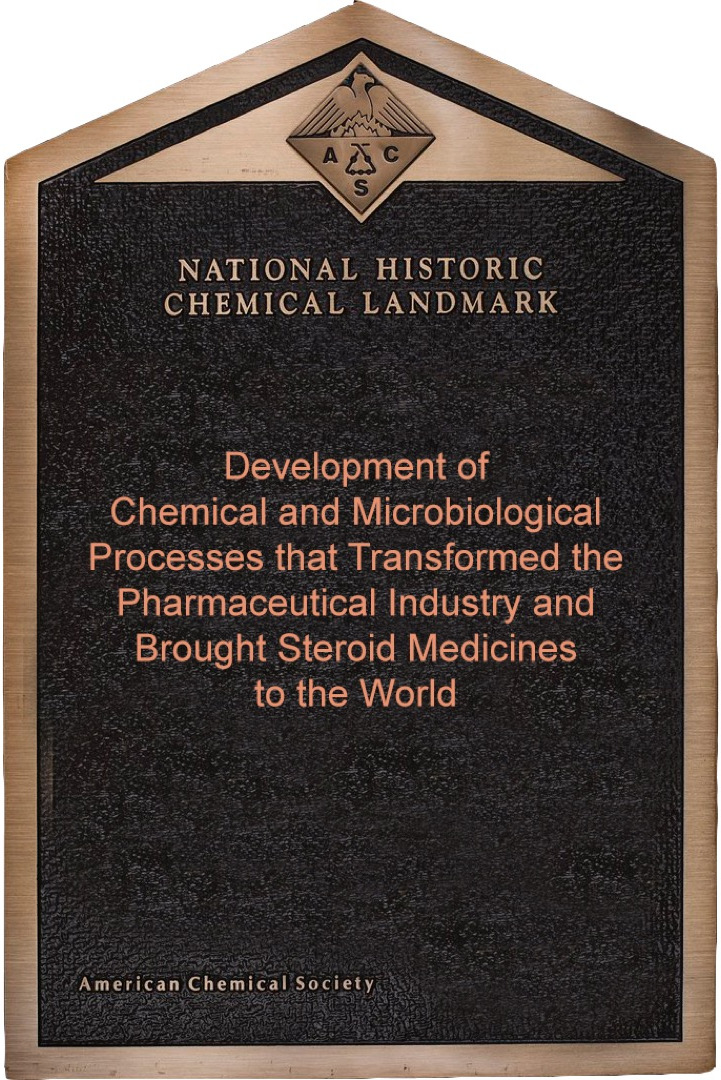 A C
S
NATIONAL HISTORIC
CHEMICAL LANDMARK
Development of
Chemical and Microbiological
Processes that Transformed the
Pharmaceutical Industry and
Brought Steroid Medicines
to the World
American Chemical Society